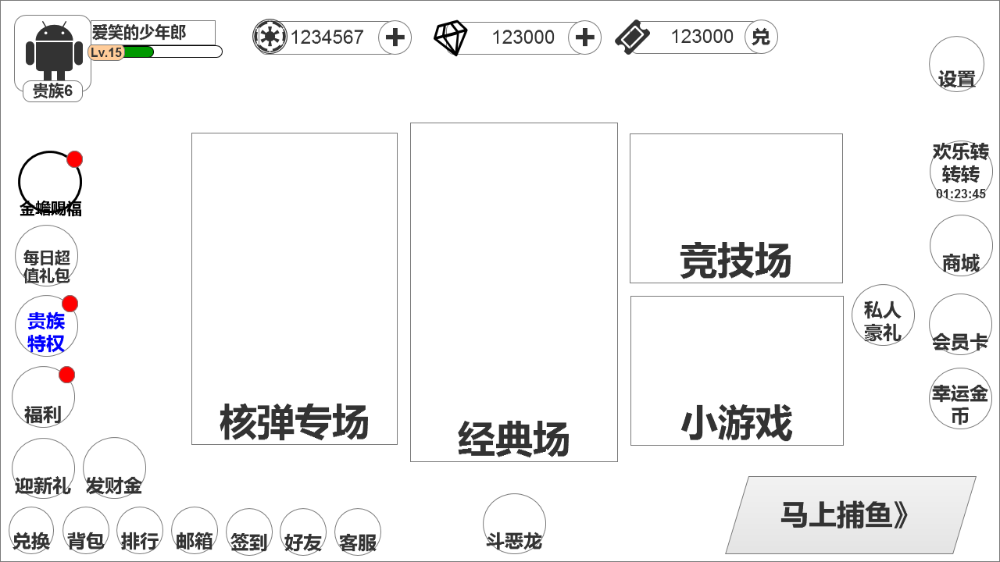 爱笑的少年郎
Lv.15
贵族6
1234567
123000
123000
兑
设置
金蟾赐福
每日超
值礼包
贵族
特权
福利
迎新礼
发财金
核弹专场
经典场
竞技场
小游戏
私人
豪礼
欢乐转
转转
01:23:45
商城
会员卡
幸运金
币
兑换
背包
排行
邮箱
签到
好友
客服
斗恶龙
马上捕鱼》